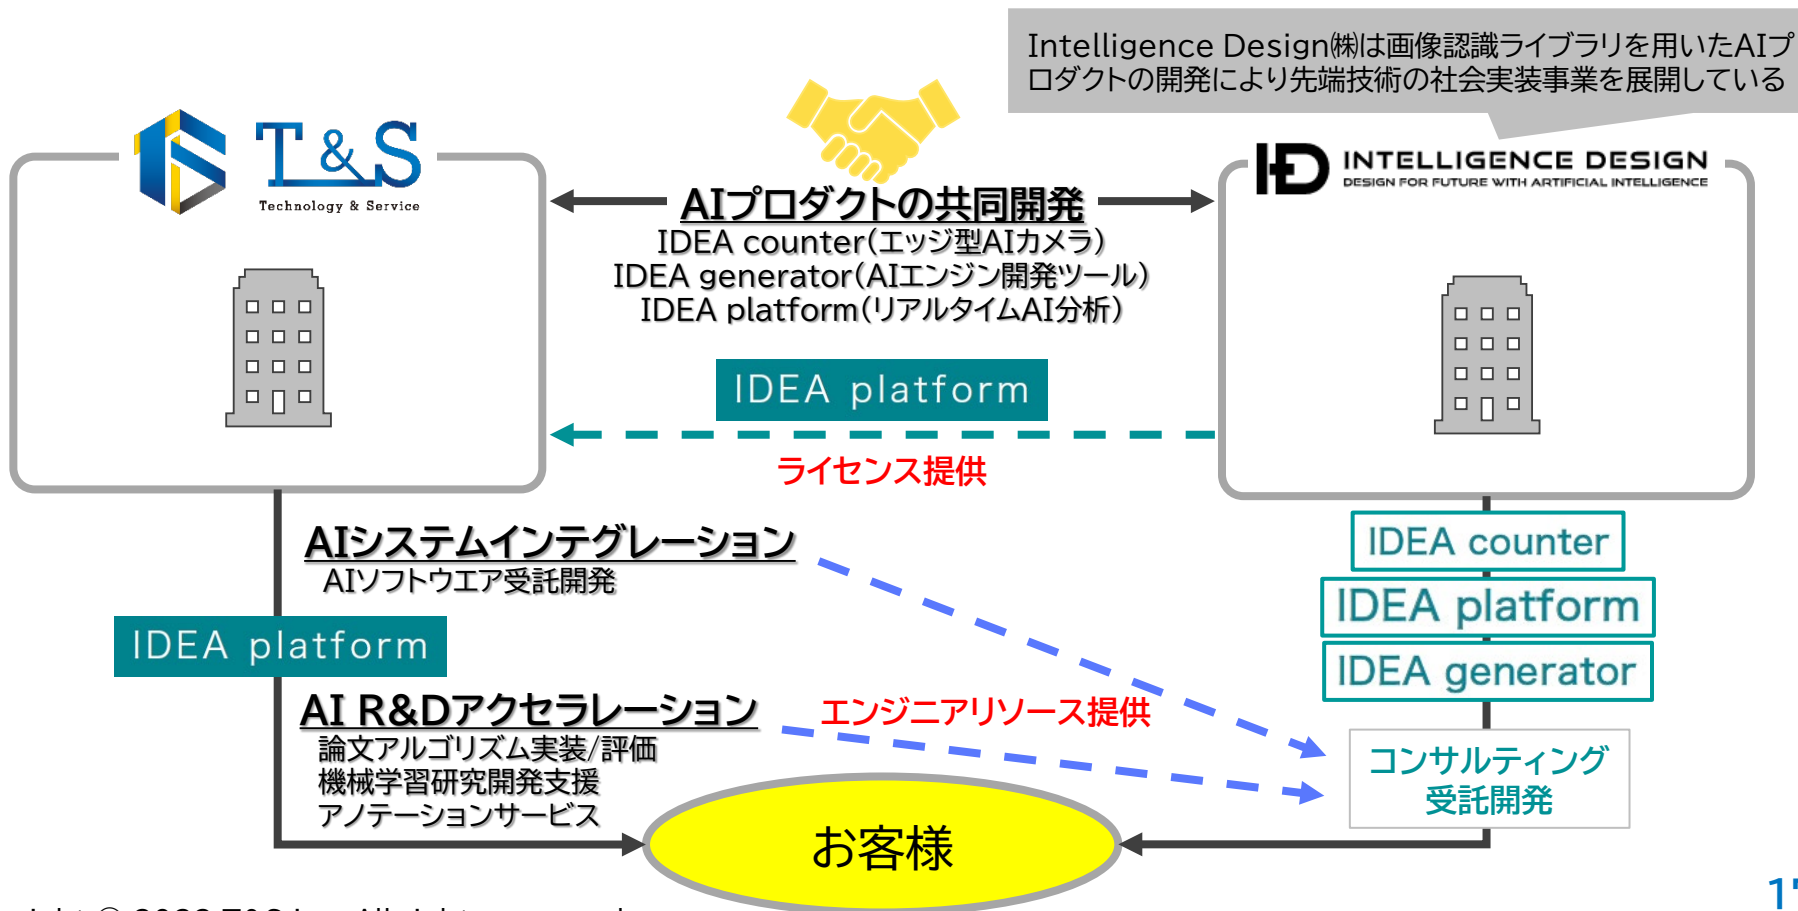 Intelligence Design㈱は画像認識ライブラリを用いたAIプ
ロダクトの開発により先端技術の社会実装事業を展開している
T&S
Technology & Service
INTELLIGENCE DESIGN
DESIGN FOR FUTURE WITH ARTIFICIAL INTELLIGENCE
AIプロダクトの共同開発
IDEA counter(エッジ型AIカメラ)
IDEA generator(AIエンジン開発ツール)
IDEA platform(リアルタイムAI分析)
IDEA platform
ライセンス提供
AIシステムインテグレーション
AIソフトウエア受託開発
IDEA platform
AI R&Dアクセラレーション
論文アルゴリズム実装/評価
機械学習研究開発支援
アノテーションサービス
エンジニアリソース提供
IDEA counter
IDEA platform
IDEA generator
コンサルティング
受託開発
お客様